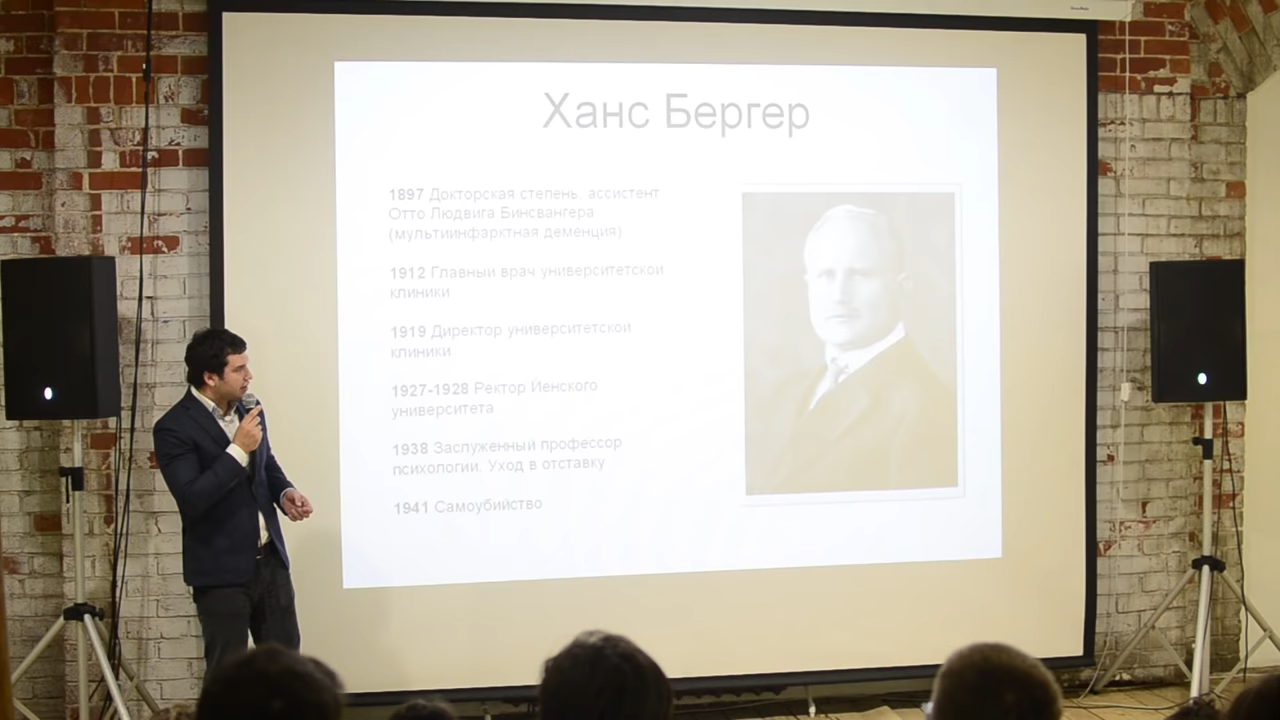 Ханс Бергер
1897 Докторская степень, ассистент
Отто Людвига Бинсвангера
(мультиинфарктная деменция)
1912 Главный врач университетской
клиники
1919 Директор университетской
клиники
1927-1928 Ректор Йенского
университета
1938 Заслуженный профессор
психологии. Уход в отставку
1941 Самоубийство